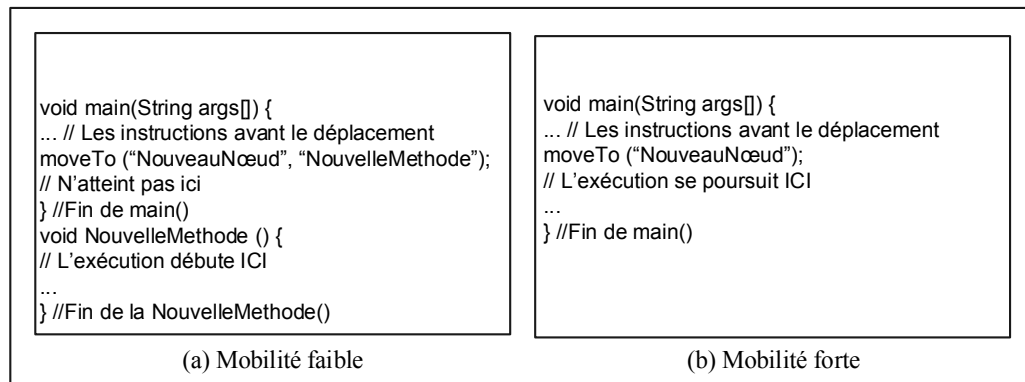 void main(String args[]) {
... // Les instructions avant le déplacement
moveTo (“NouveauNœud”, “NouvelleMethode”);
// N’atteint pas ici
} //Fin de main()
void NouvelleMethode () {
// L’exécution débute ICI
...
} //Fin de la NouvelleMethode()
(a) Mobilité faible
void main(String args[]) {
... // Les instructions avant le déplacement
moveTo (“NouveauNœud”);
// L’exécution se poursuit ICI
...
} //Fin de main()
(b) Mobilité forte